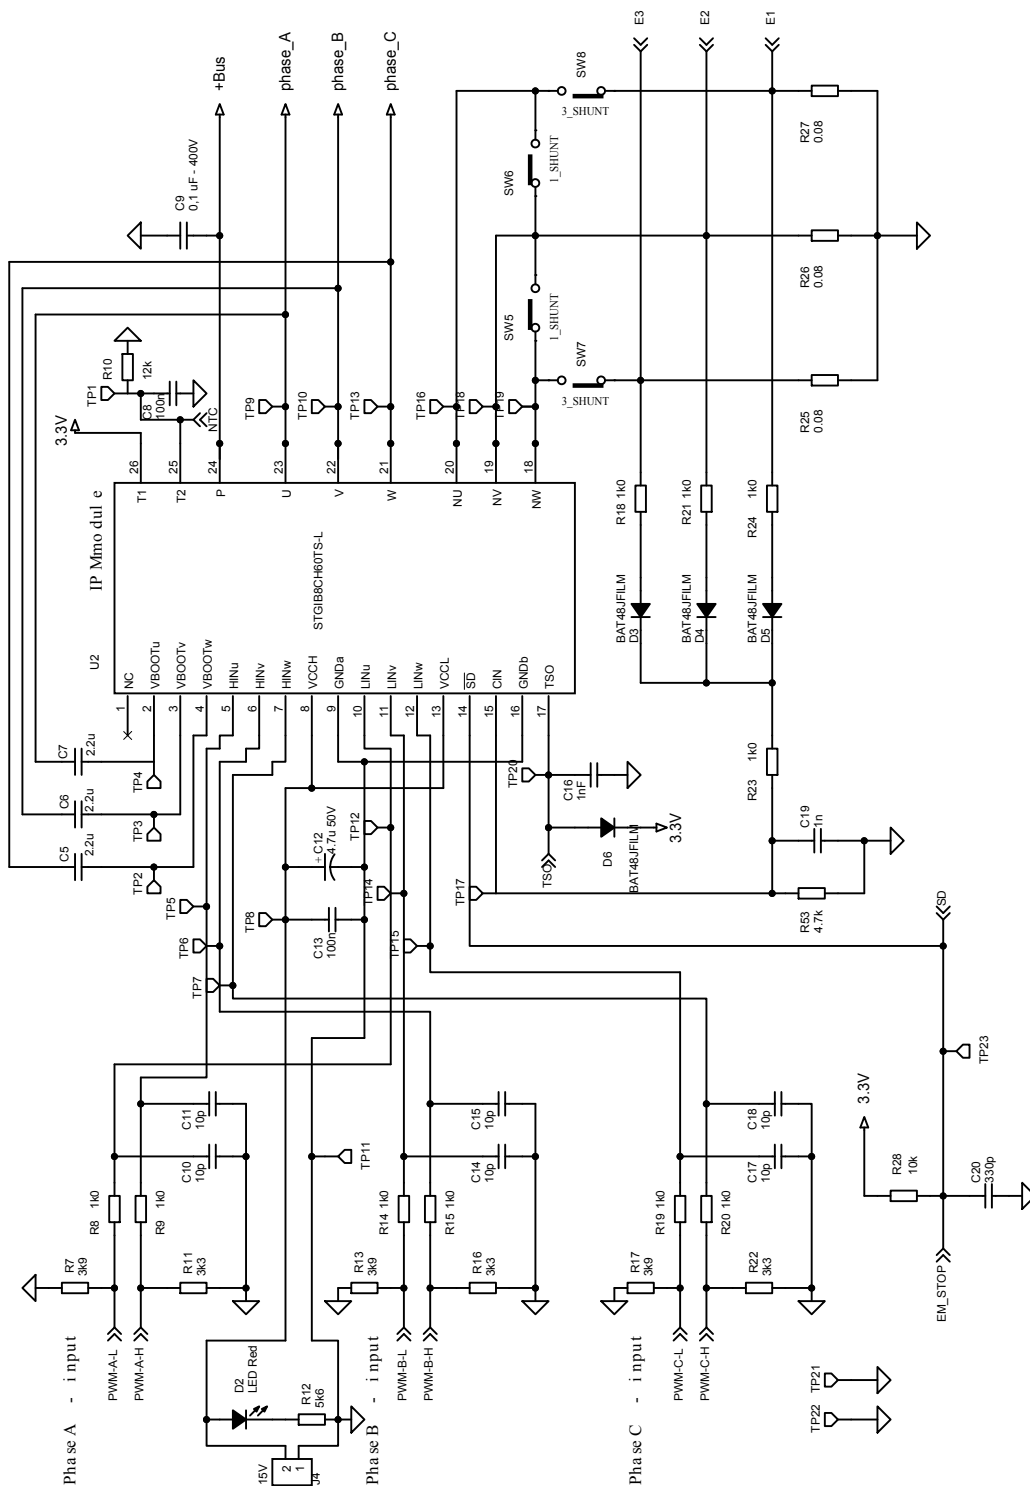 Pha se A - i nput
PWM-A-L
PWM-A-H
R7
3k9
R8 1k0
R9 1k0
R11
3k3
C10
10p
C11
10p
15V
2
1
J4
D2
LED Red
R12
5k6
TP11
Pha se B - i nput
PWM-B-L
PWM-B-H
R13
3k9
R14 1k0
R15 1k0
R16
3k3
C14
10p
C15
10p
Pha se C - i nput
PWM-C-L
PWM-C-H
R17
3k9
R19 1k0
R20 1k0
R22
3k3
C17
10p
C18
10p
TP22
TP21
EM_STOP
R28
10k
3.3V
C20
330p
TP23
SD
C5
2.2u
C6
2.2u
C7
2.2u
TP2
TP3
TP4
TP5
TP6
TP7
TP8
C13
100n
C12
4.7u 50V
+
TP12
TP14
TP15
TP17
TP20
C16
1nF
TSO
D6
BAT48JFILM
3.3V
R53
4.7k
C19
1n
R23
1k0
U2
IP Mmo dul e
STGIB8CH60TS-L
1
NC
2
VBOOTu
3
VBOOTv
4
VBOOTw
5
HINu
6
HINv
7
HINw
8
VCCH
9
GNDa
10
LINu
11
LINv
12
LINw
13
VCCL
14
SD
15
CIN
16
GNDb
17
TSO
26
T1
25
T2
24
P
23
U
22
V
21
W
20
NU
19
NV
18
NW
3.3V
TP1
R10
12k
C8
100n
NTC
TP9
TP10
TP13
TP16
TP18
TP19
C9
0,1 uF - 400V
+Bus
phase_A
phase_B
phase_C
SW5
1_SHUNT
SW6
1_SHUNT
SW7
3_SHUNT
SW8
3_SHUNT
BAT48JFILM
D3
BAT48JFILM
D4
BAT48JFILM
D5
R18 1k0
R21 1k0
R24
1k0
R25
0.08
R26
0.08
R27
0.08
E3
E2
E1